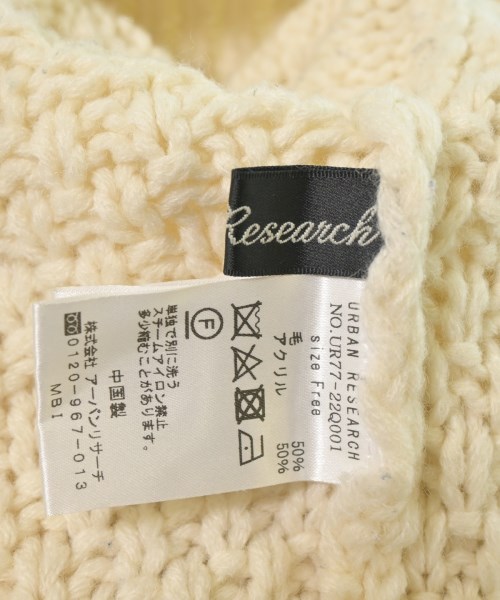 Research
URBAN RESEARCH
NO.UR77-22Q001
size Free
毛 50%
アクリル 50%
F
単独で別に洗う
スチームアイロン禁止
多少縮むことがあります。
中国製
株式会社 アーバンリサーチ
0120-967-013
MBI